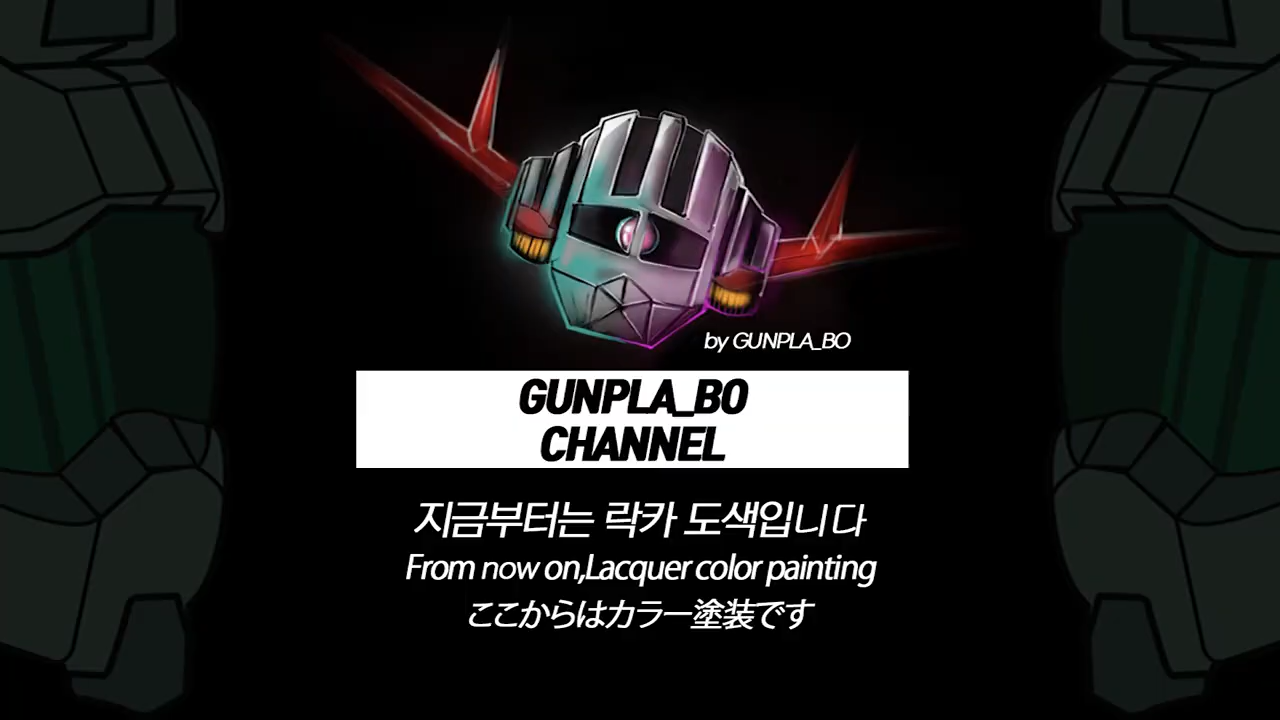 by GUNPLA_BO
GUNPLA_BO
CHANNEL
지금부터는 락카 도색입니다
From now on,Lacquer color painting
ここからはカラー塗装です